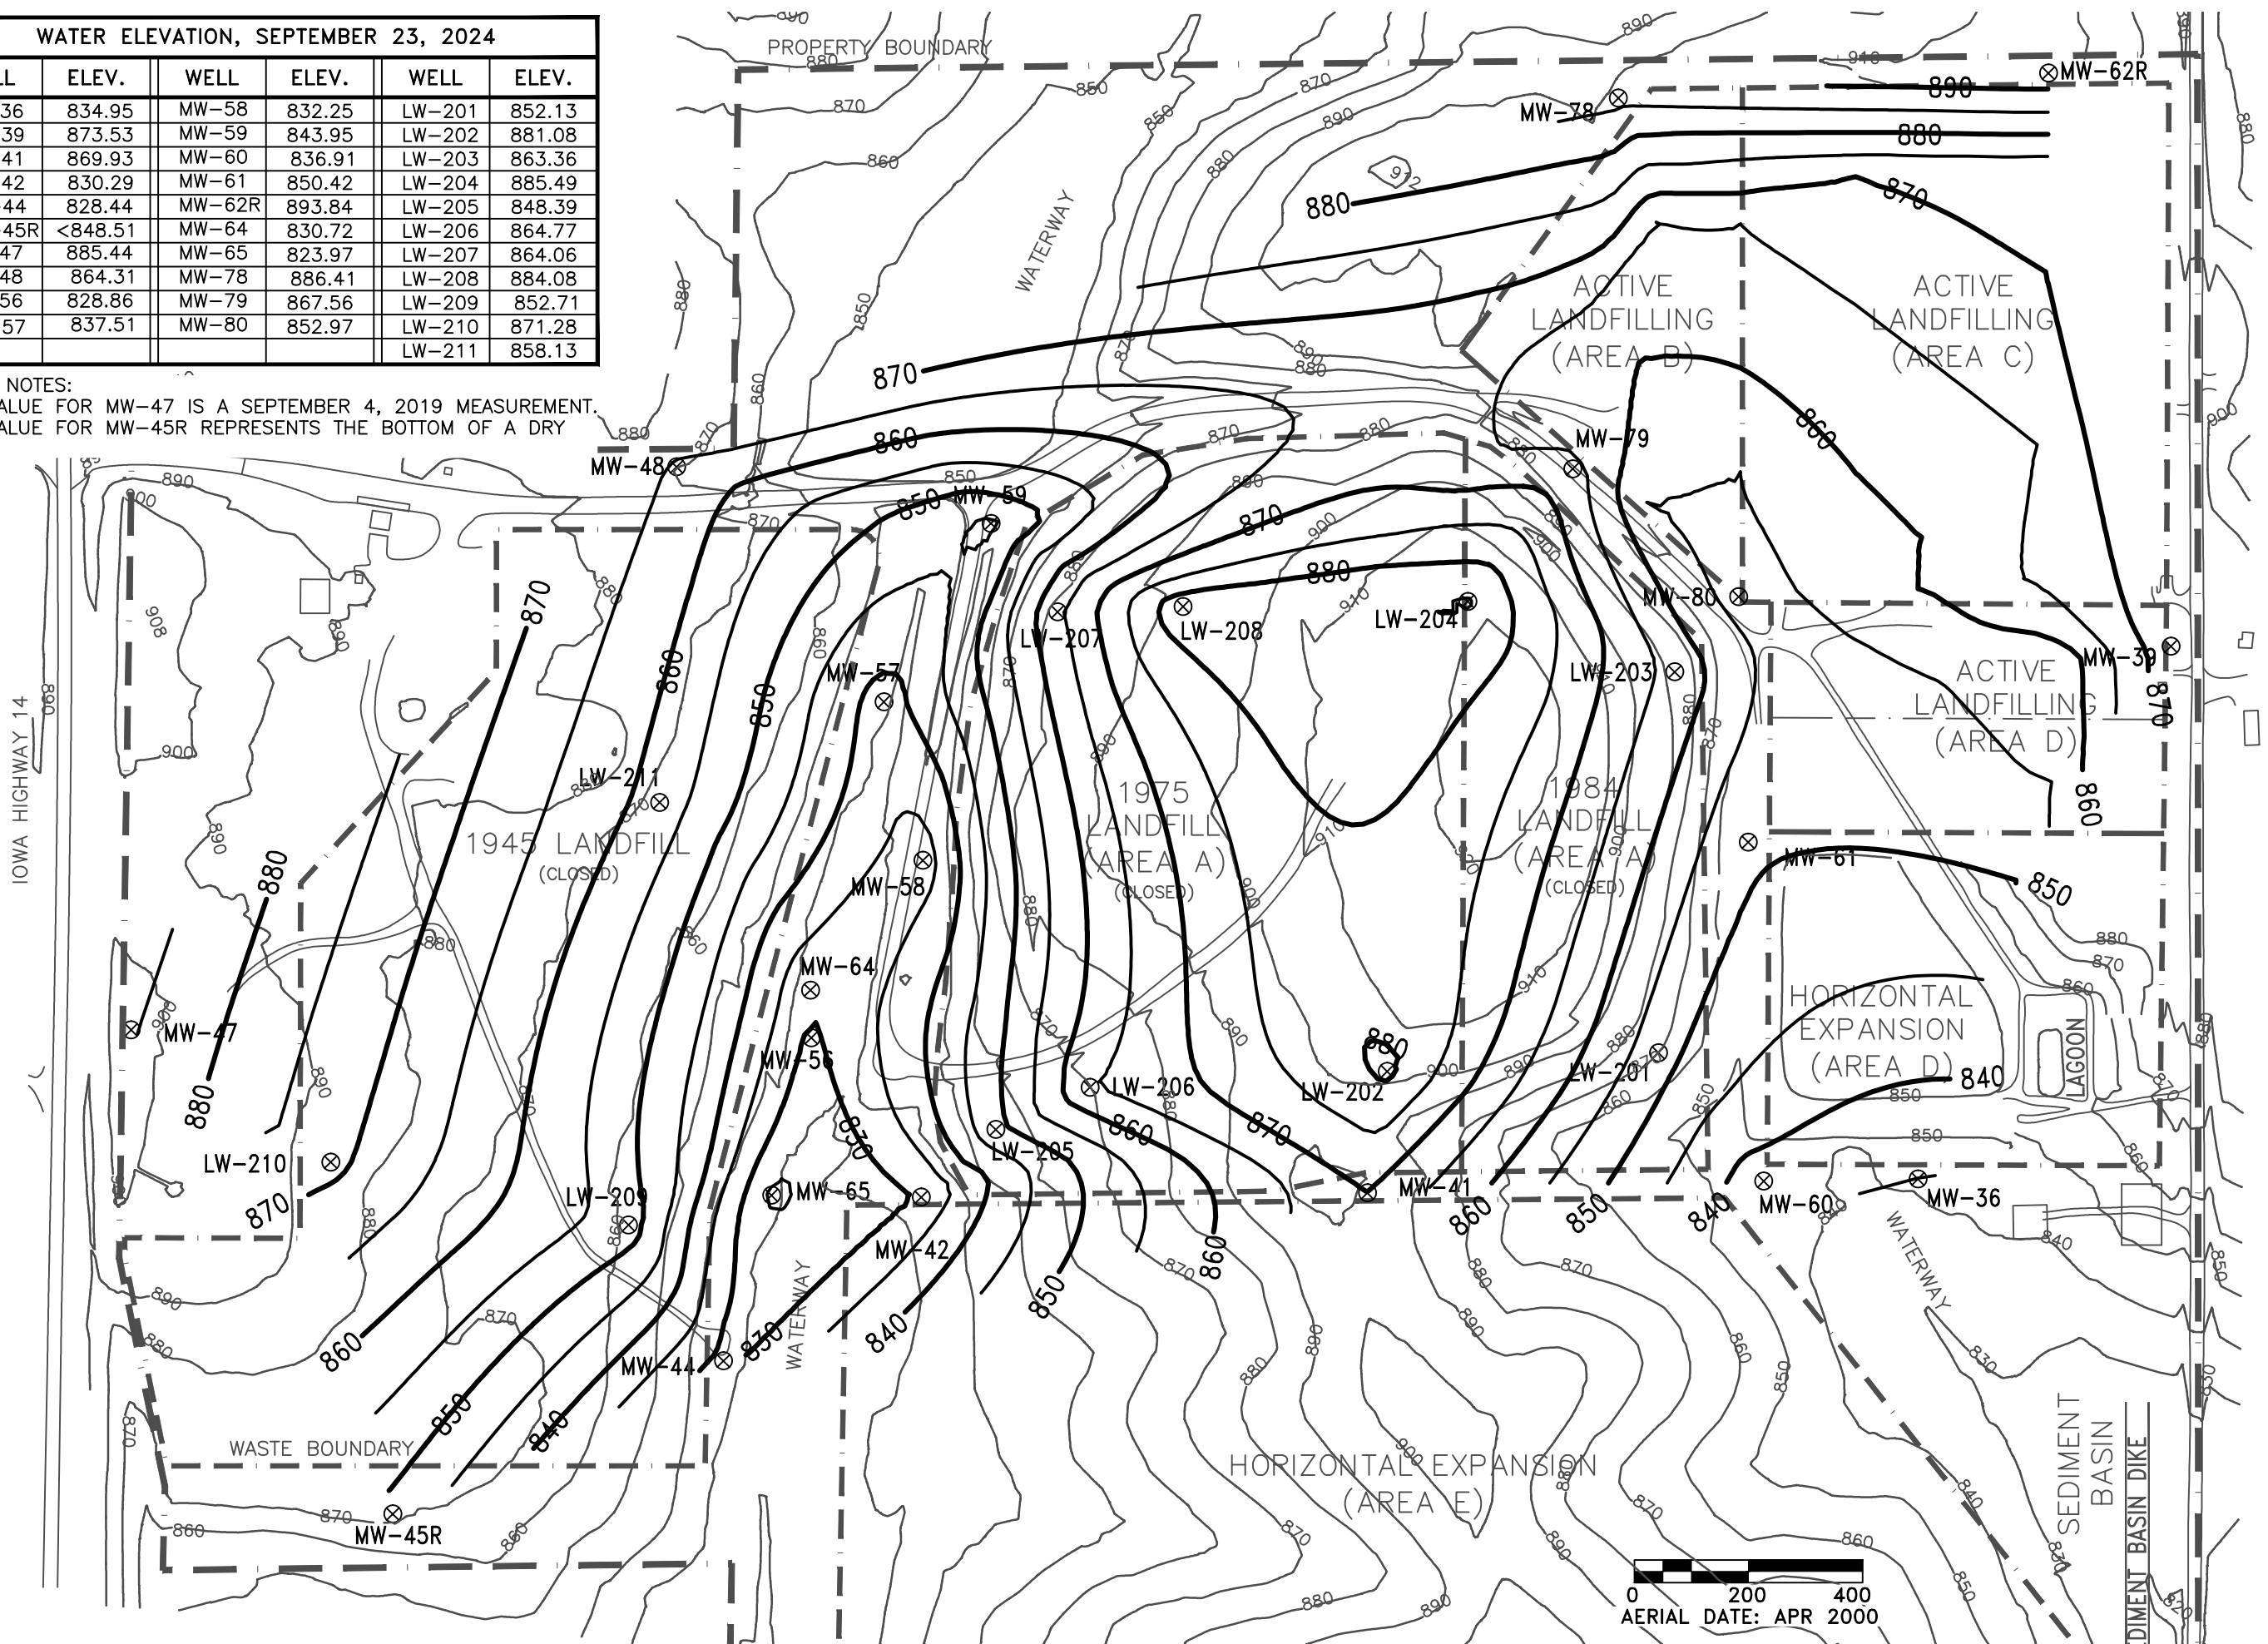 WATER ELEVATION, SEPTEMBER 23, 2024
LL ELEV. WELL ELEV. WELL ELEV.
36 834.95 MW-58 832.25 LW-201 852.13
39 873.53 MW-59 843.95 LW-202 881.08
41 869.93 MW-60 836.91 LW-203 863.36
42 830.29 MW-61 850.42 LW-204 885.49
44 828.44 MW-62R 893.84 LW-205 848.39
45R <848.51 MW-64 830.72 LW-206 864.77
47 885.44 MW-65 823.97 LW-207 864.06
48 864.31 MW-78 886.41 LW-208 884.08
56 828.86 MW-79 867.56 LW-209 852.71
57 837.51 MW-80 852.97 LW-210 871.28
LW-211 858.13
NOTES:
ALUE FOR MW-47 IS A SEPTEMBER 4, 2019 MEASUREMENT.
ALUE FOR MW-45R REPRESENTS THE BOTTOM OF A DRY
PROPERTY BOUNDARY
MW-62R
MW-78
890
880
880
870
870
912
WATERWAY
ACTIVE
LANDFILLING
(AREA B)
ACTIVE
LANDFILLING
(AREA C)
860
860
MW-48
MW-59
850
MW-79
870
880
MW-80
LW-204
LW-208
LW-207
LW-203
MW-39
870
ACTIVE
LANDFILLING
(AREA D)
860
870
860
850
MW-57
IOWA HIGHWAY 14
LW-211
1945 LANDFILL
(CLOSED)
1975
LANDFILL
(AREA A)
(CLOSED)
1984
LANDFILL
(AREA A)
(CLOSED)
MW-61
850
880
MW-58
MW-64
MW-47
MW-56
880
HORIZONTAL
EXPANSION
(AREA D)
LAGOON
840
880
LW-202
LW-201
LW-206
LW-205
860
870
830
LW-210
870
LW-209
MW-65
MW-42
MW-41
MW-60
MW-36
860
850
840
860
850
840
830
WATERWAY
WATERWAY
MW-44
860
850
840
WASTE BOUNDARY
MW-45R
HORIZONTAL EXPANSION
(AREA E)
SEDIMENT
BASIN
DIMENT BASIN DIKE
0 200 400
AERIAL DATE: APR 2000